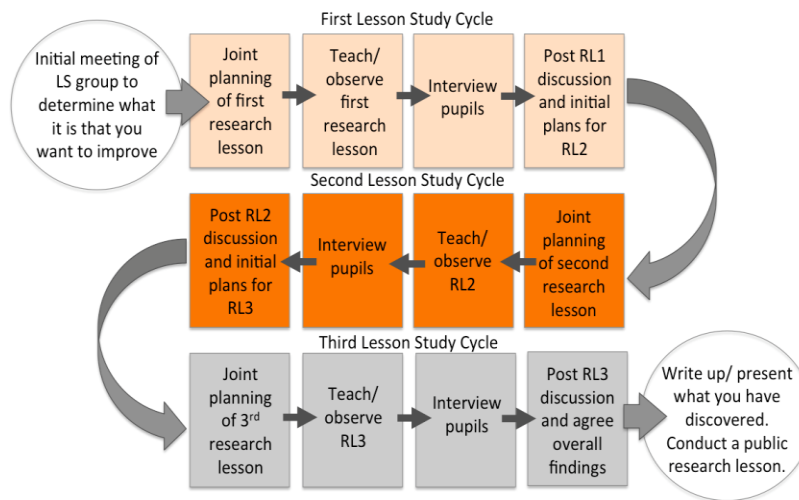 First Lesson Study Cycle
Initial meeting of
LS group to
determine what
it is that you
want to improve
Joint
planning
of first
research
lesson
Teach/
observe
first
research
lesson
Interview
pupils
Post RL1
discussion
and initial
plans for
RL2
Second Lesson Study Cycle
Post RL2
discussion
and initial
plans for
RL3
Interview
pupils
Teach/
observe
RL2
Joint
planning
of second
research
lesson
Third Lesson Study Cycle
Joint
planning
of 3rd
research
lesson
Teach/
observe
RL3
Interview
pupils
Post RL3
discussion
and agree
overall
findings
Write up/ present
what you have
discovered.
Conduct a public
research lesson.